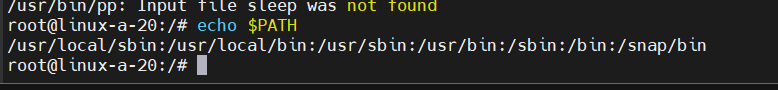 /usr/bin/pp: Input file sleep was not found
root@linux-a-20:/# echo $PATH
/usr/local/sbin:/usr/local/bin:/usr/sbin:/usr/bin:/sbin:/bin:/snap/bin
root@linux-a-20:/#